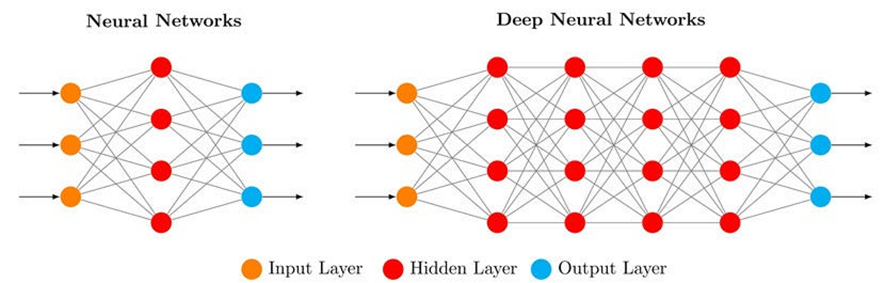 Neural Networks
Deep Neural Networks
Input Layer
Hidden Layer
Output Layer